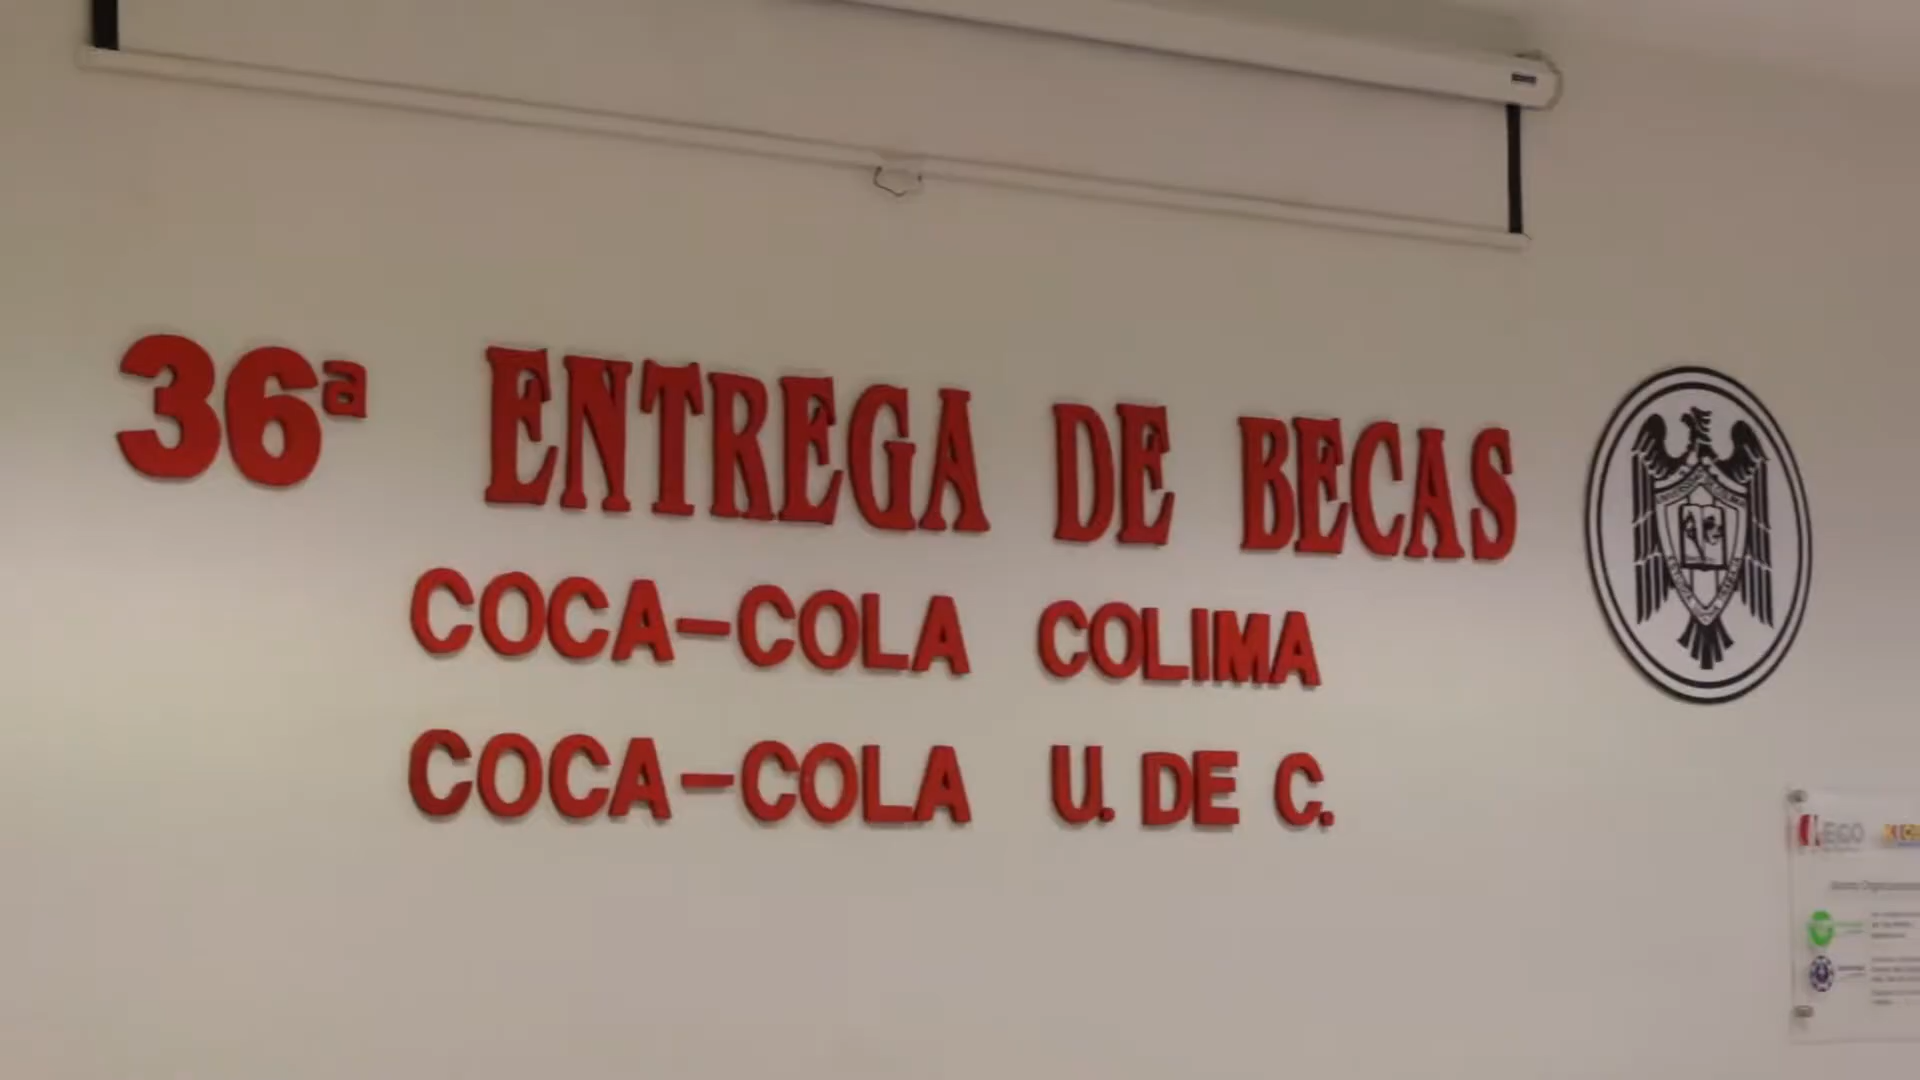 36ª ENTREGA DE BECAS
COCA-COLA COLIMA
COCA-COLA U. DE C.